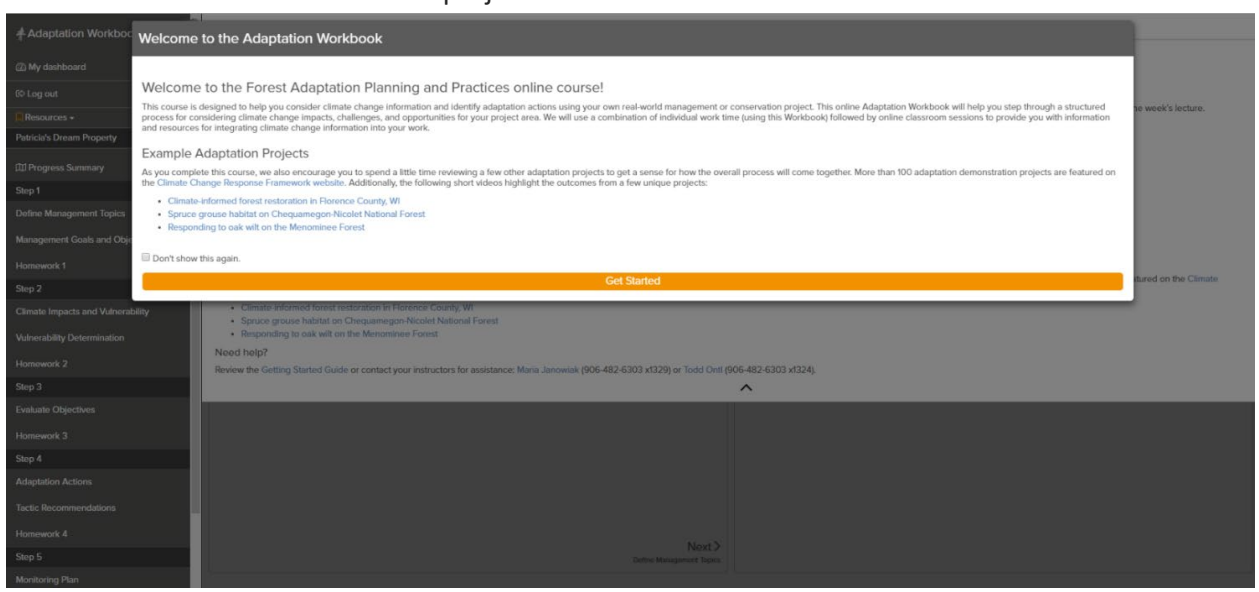 Adaptation Workboo
My dashboard
Log out
Resources
Patricia's Dream Property
Progress Summary
Step 1
Define Management Topics
Management Goals and Obje
Homework 1
Step 2
Climate Impacts and Vulnerability
Vulnerability Determination
Homework 2
Step 3
Evaluate Objectives
Homework 3
Step 4
Adaptation Actions
Tactic Recommendations
Homework 4
Step 5
Monitoring Plan
Welcome to the Adaptation Workbook
Welcome to the Forest Adaptation Planning and Practices online course!
This course is designed to help you consider climate change information and identify adaptation actions using your own real-world management or conservation project. This online Adaptation Workbook will help you step through a structured
process for considering climate change impacts, challenges, and opportunities for your project area. We will use a combination of individual work time (using this Workbook) followed by online classroom sessions to provide you with information
and resources for integrating climate change information into your work.
Example Adaptation Projects
As you complete this course, we also encourage you to spend a little time reviewing a few other adaptation projects to get a sense for how the overall process will come together. More than 100 adaptation demonstration projects are featured on
the Climate Change Response Framework website. Additionally, the following short videos highlight the outcomes from a few unique projects:
• Climate-informed forest restoration in Florence County, WI
• Spruce grouse habitat on Chequamegon-Nicolet National Forest
• Responding to oak wilt on the Menominee Forest
Don't show this again.
Get Started
he week's lecture.
atured on the Climate
• Climate-informed forest restoration in Florence County, WI
• Spruce grouse habitat on Chequamegon-Nicolet National Forest
• Responding to oak wilt on the Menominee Forest
Need help?
Review the Getting Started Guide or contact your instructors for assistance: Maria Janowiak (906-482-6303 x1329) or Todd Ontl (906-482-6303 x1324).
Next >
Define Management Topics